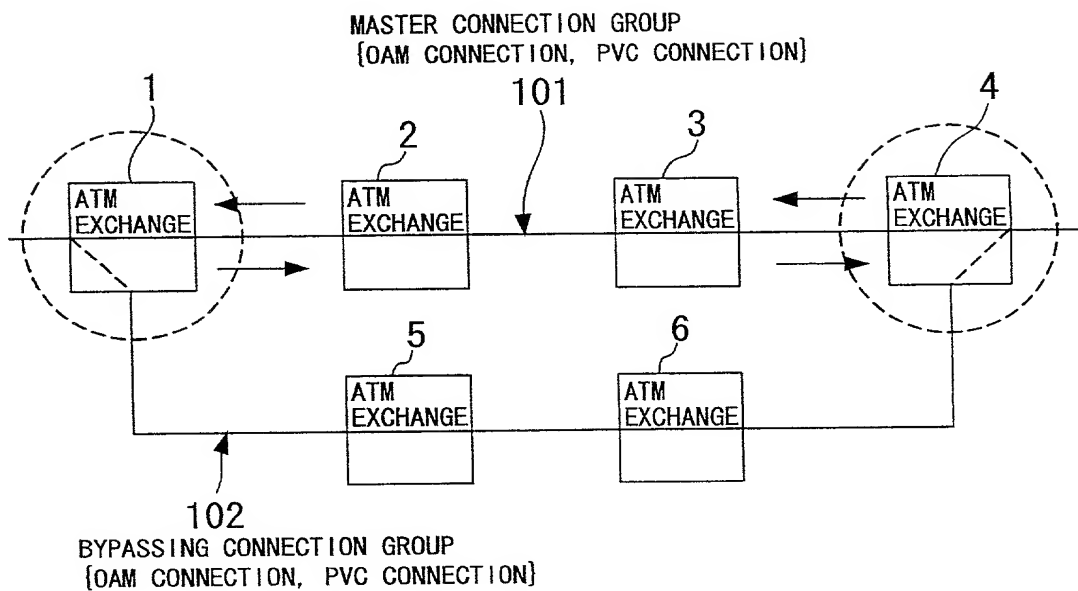 MASTER CONNECTION GROUP
{OAM CONNECTION, PVC CONNECTION}
101
1
2
3
4
ATM
EXCHANGE
ATM
EXCHANGE
ATM
EXCHANGE
ATM
EXCHANGE
5
6
ATM
EXCHANGE
ATM
EXCHANGE
102
BYPASSING CONNECTION GROUP
{OAM CONNECTION, PVC CONNECTION}